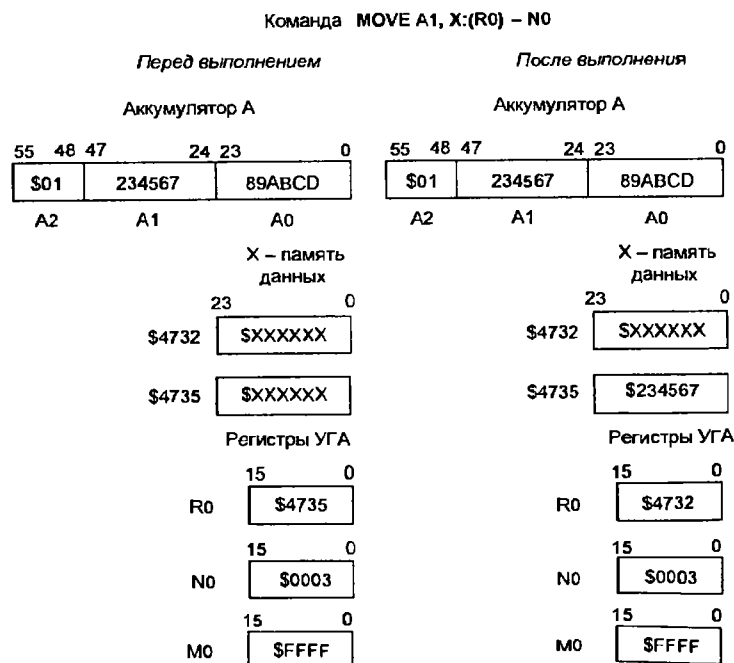 Команда MOVE A1, X:(R0) – N0
Перед выполнением
После выполнения
Аккумулятор А
Аккумулятор А
55 48 47 24 23 0
55 48 47 24 23 0
$01 234567 89ABCD
$01 234567 89ABCD
A2 A1 A0
A2 A1 A0
X – память
данных
X – память
данных
23 0
23 0
$4732 $XXXXXX
$4732 $XXXXXX
$4735 $XXXXXX
$4735 $234567
Регистры УГА
Регистры УГА
15 0
15 0
R0 $4735
R0 $4732
15 0
15 0
N0 $0003
N0 $0003
15 0
15 0
M0 $FFFF
M0 $FFFF